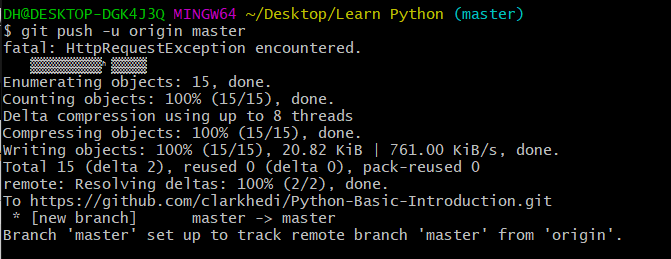 DH@DESKTOP-DGK4J3Q MINGW64 ~/Desktop/Learn Python (master)
$ git push -u origin master
fatal: HttpRequestException encountered.
Enumerating objects: 15, done.
Counting objects: 100% (15/15), done.
Delta compression using up to 8 threads
Compressing objects: 100% (15/15), done.
Writing objects: 100% (15/15), 20.82 KiB | 761.00 KiB/s, done.
Total 15 (delta 2), reused 0 (delta 0), pack-reused 0
remote: Resolving deltas: 100% (2/2), done.
To https://github.com/clarkhedi/Python-Basic-Introduction.git
 * [new branch]      master -> master
Branch 'master' set up to track remote branch 'master' from 'origin'.